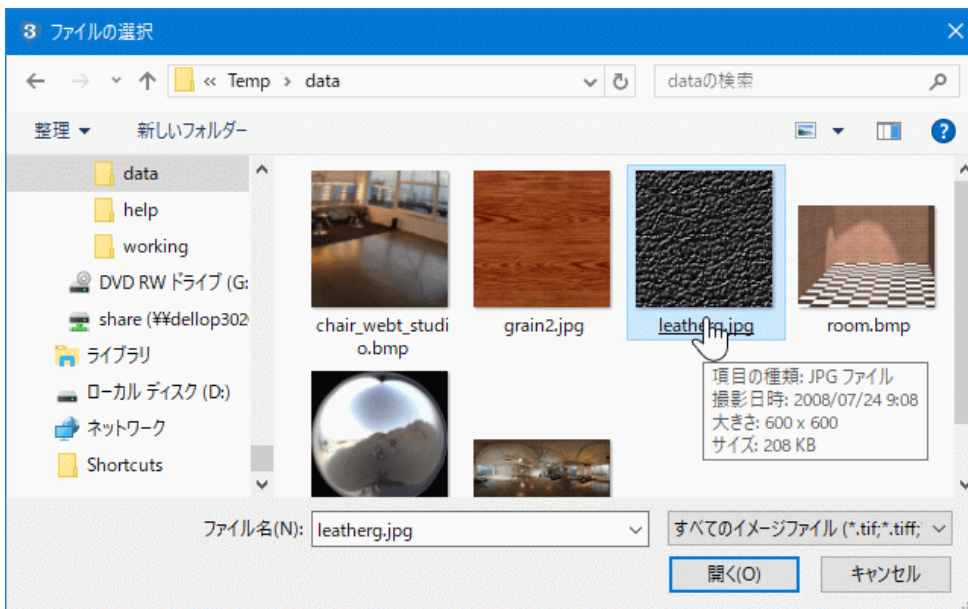 3 ファイルの選択
« Temp › data
dataの検索
整理
新しいフォルダー
?
data
help
working
DVD RW ドライブ (G:
share (¥¥dellop302
ライブラリ
ローカル ディスク (D:)
ネットワーク
Shortcuts
chair_webt_studi
o.bmp
grain2.jpg
leatherg.jpg
room.bmp
項目の種類: JPG ファイル
撮影日時: 2008/07/24 9:08
大きさ: 600 x 600
サイズ: 208 KB
ファイル名(N):
leatherg.jpg
すべてのイメージファイル (*.tif;*.tiff;
開く(O)
キャンセル